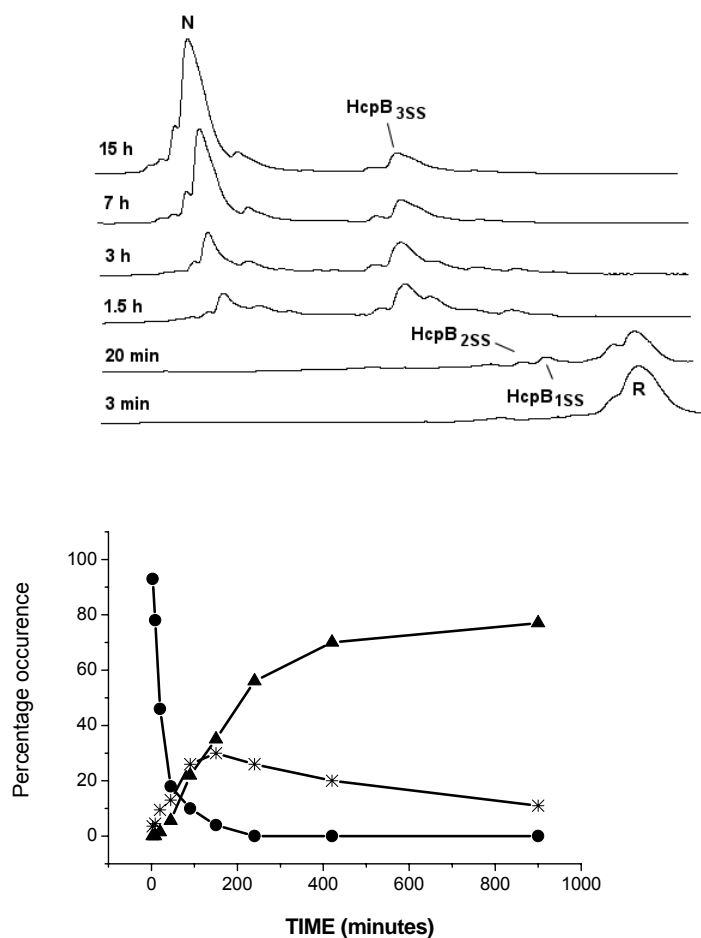 N
HcpB3SS
15 h
7 h
3 h
1.5 h
HcpB2SS
20 min
HcpB1SS
R
3 min
100
80
60
40
20
0
Percentage occurence
0 200 400 600 800 1000
TIME (minutes)